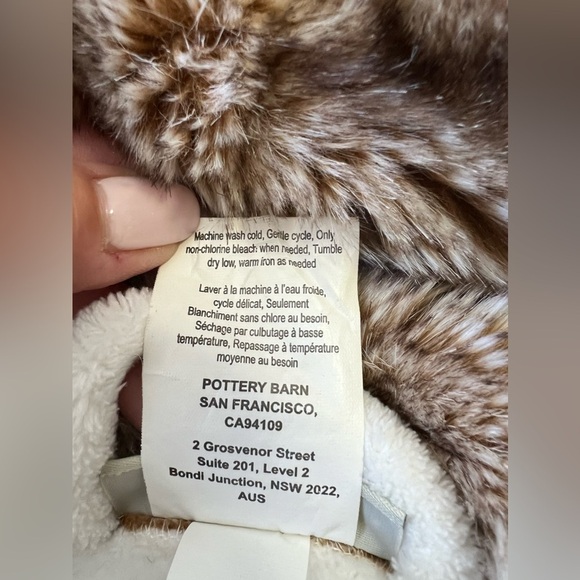 Machine wash cold, Gentle cycle, Only
non-chlorine bleach when needed, Tumble
dry low, warm iron as needed
Laver à la machine à l'eau froide,
cycle délicat, Seulement
Blanchiment sans chlore au besoin,
Séchage par culbutage à basse
température, Repassage à température
moyenne au besoin
POTTERY BARN
SAN FRANCISCO,
CA94109
2 Grosvenor Street
Suite 201, Level 2
Bondi Junction, NSW 2022,
AUS